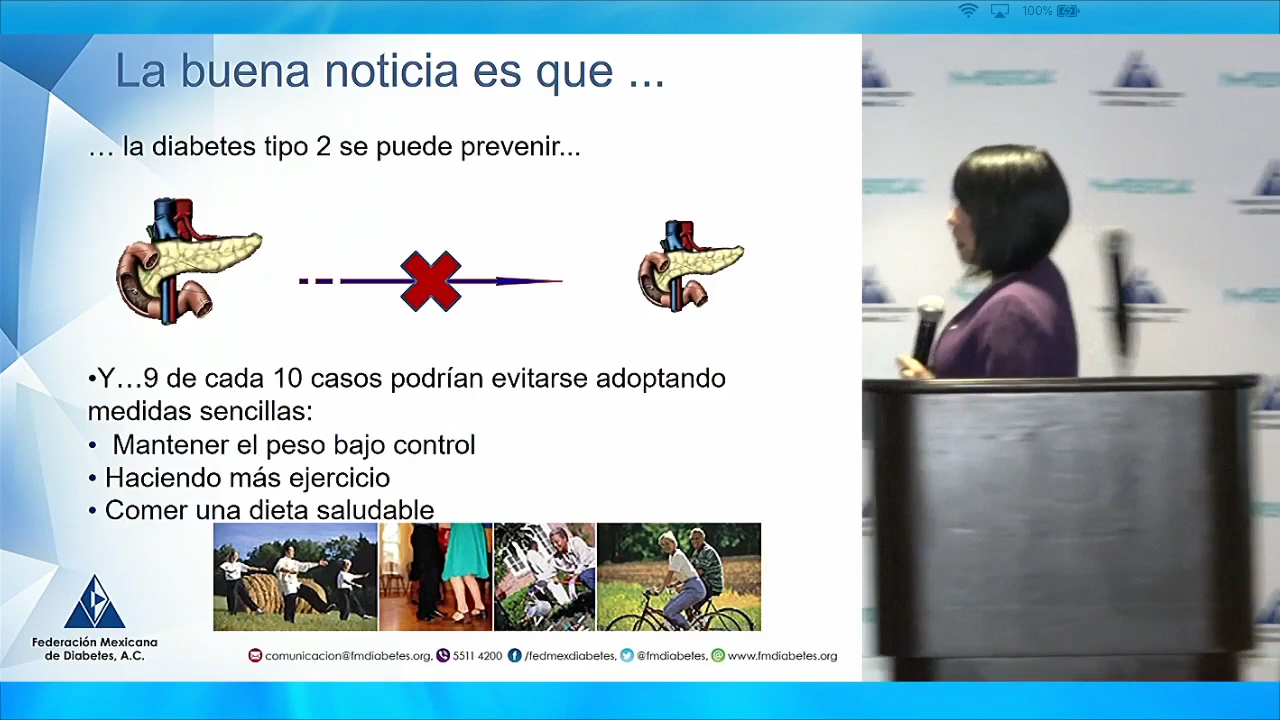 100%
La buena noticia es que ...
… la diabetes tipo 2 se puede prevenir...
•Y…9 de cada 10 casos podrían evitarse adoptando
medidas sencillas:
• Mantener el peso bajo control
• Haciendo más ejercicio
• Comer una dieta saludable
Federación Mexicana
de Diabetes, A.C.
comunicacion@fmdiabetes.org, 5511 4200 /fedmexdiabetes, @fmdiabetes, www.fmdiabetes.org